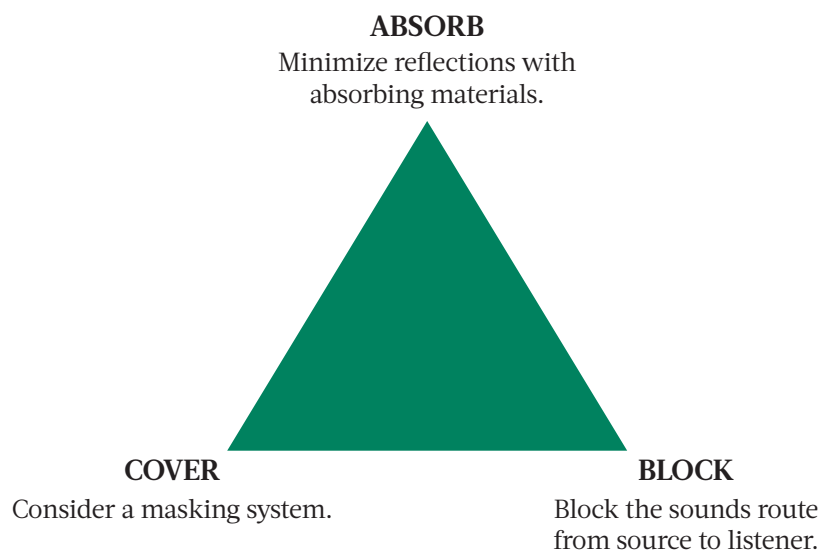 ABSORB
Minimize reflections with
absorbing materials.
COVER
Consider a masking system.
BLOCK
Block the sounds route
from source to listener.